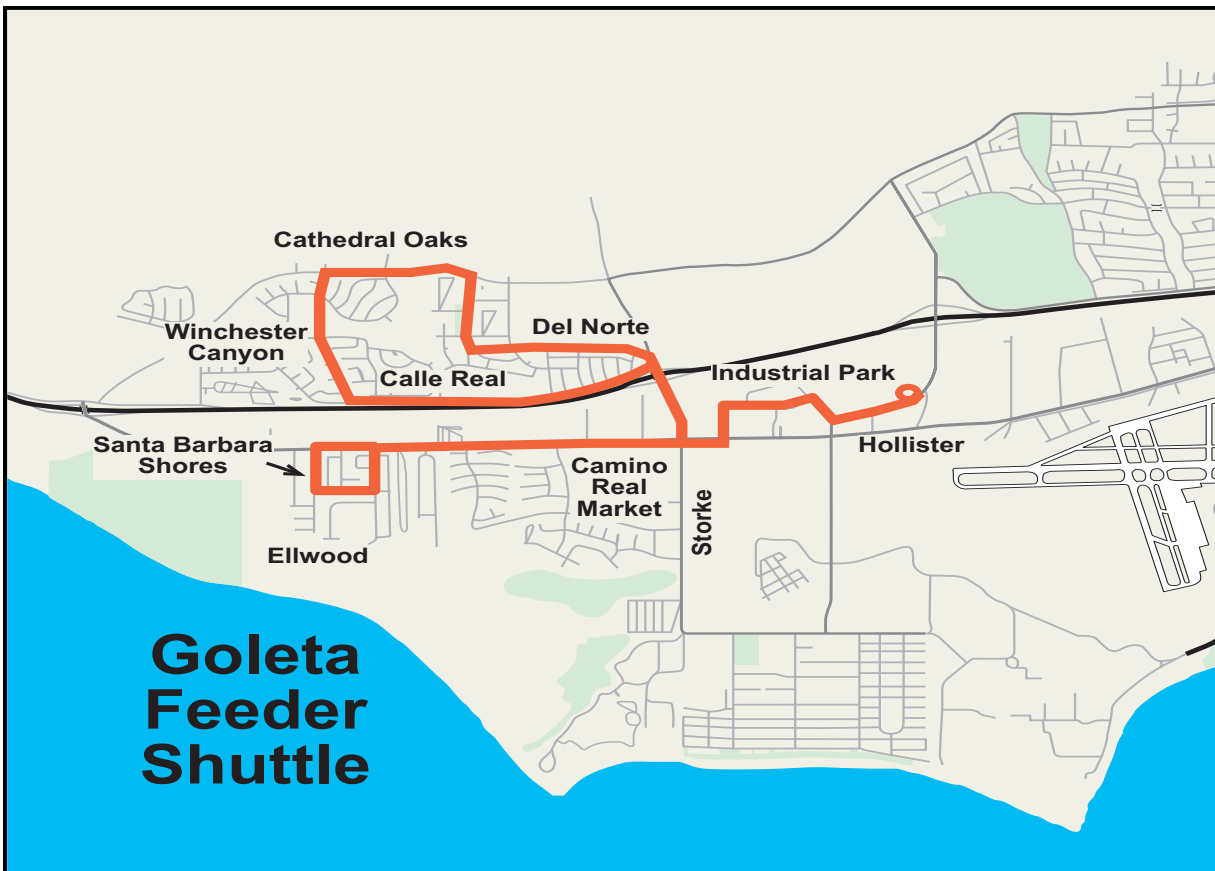 Cathedral Oaks
Winchester
Canyon
Del Norte
Calle Real
Industrial Park
Santa Barbara
Shores
Hollister
Camino
Real
Market
Storke
Ellwood
Goleta
Feeder
Shuttle